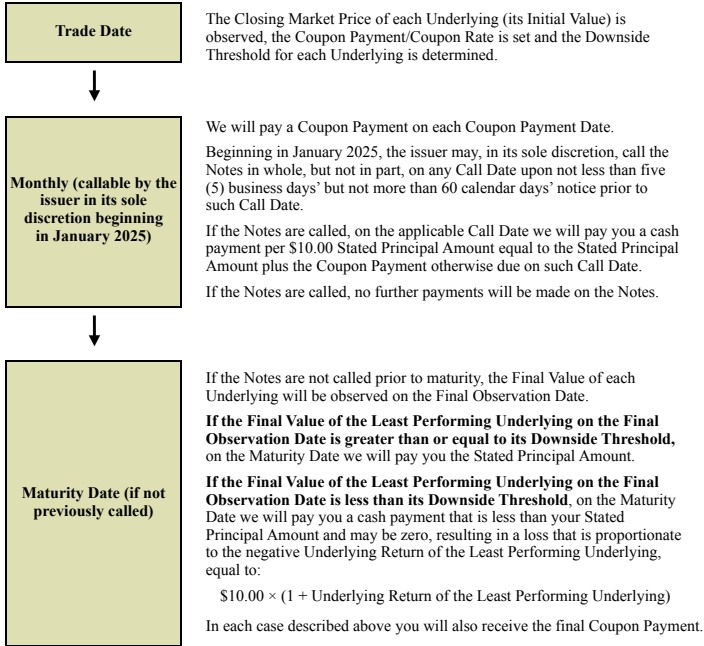 Trade Date
The Closing Market Price of each Underlying (its Initial Value) is
observed, the Coupon Payment/Coupon Rate is set and the Downside
Threshold for each Underlying is determined.
Monthly (callable by the
issuer in its sole
discretion beginning
in January 2025)
We will pay a Coupon Payment on each Coupon Payment Date.
Beginning in January 2025, the issuer may, in its sole discretion, call the
Notes in whole, but not in part, on any Call Date upon not less than five
(5) business days’ but not more than 60 calendar days’ notice prior to
such Call Date.
If the Notes are called, on the applicable Call Date we will pay you a cash
payment per $10.00 Stated Principal Amount equal to the Stated Principal
Amount plus the Coupon Payment otherwise due on such Call Date.
If the Notes are called, no further payments will be made on the Notes.
Maturity Date (if not
previously called)
If the Notes are not called prior to maturity, the Final Value of each
Underlying will be observed on the Final Observation Date.
If the Final Value of the Least Performing Underlying on the Final
Observation Date is greater than or equal to its Downside Threshold,
on the Maturity Date we will pay you the Stated Principal Amount.
If the Final Value of the Least Performing Underlying on the Final
Observation Date is less than its Downside Threshold, on the Maturity
Date we will pay you a cash payment that is less than your Stated
Principal Amount and may be zero, resulting in a loss that is proportionate
to the negative Underlying Return of the Least Performing Underlying,
equal to:
$10.00 × (1 + Underlying Return of the Least Performing Underlying)
In each case described above you will also receive the final Coupon Payment.